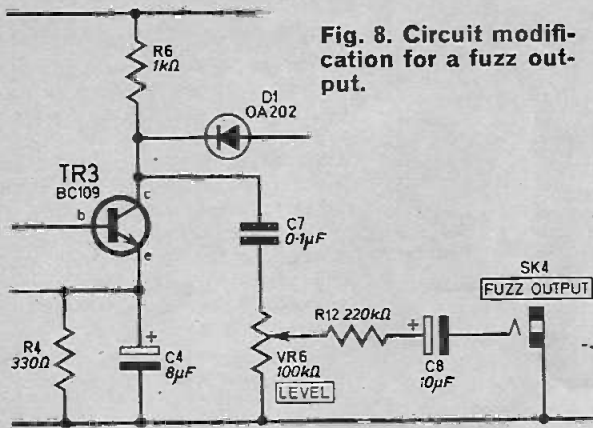 Fig. 8. Circuit modifi-
cation for a fuzz out-
put.
R6
1kΩ
D1
OA202
TR3
BC109
c
b
e
C7
0·1µF
SK4
FUZZ OUTPUT
R12 220kΩ
+
R4
330Ω
+
C4
8µF
VR6
100kΩ
LEVEL
C8
10µF